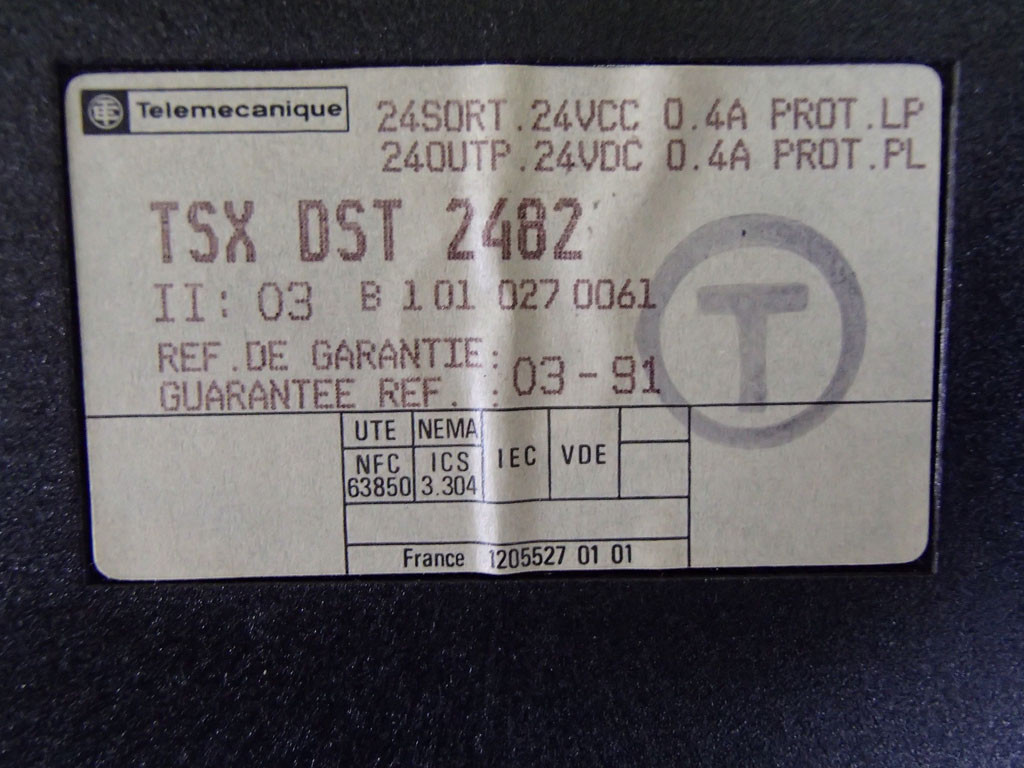 Telemecanique
24SORT.24VCC 0.4A PROT.LP
24OUTP.24VDC 0.4A PROT.PL
TSX DST 2482
II: 03 B 1 01 027 0061
REF.DE GARANTIE:
GUARANTEE REF. : 03-91
T
UTE NEMA
IEC VDE
NFC ICS
63850 3.304
France 1205527 01 01